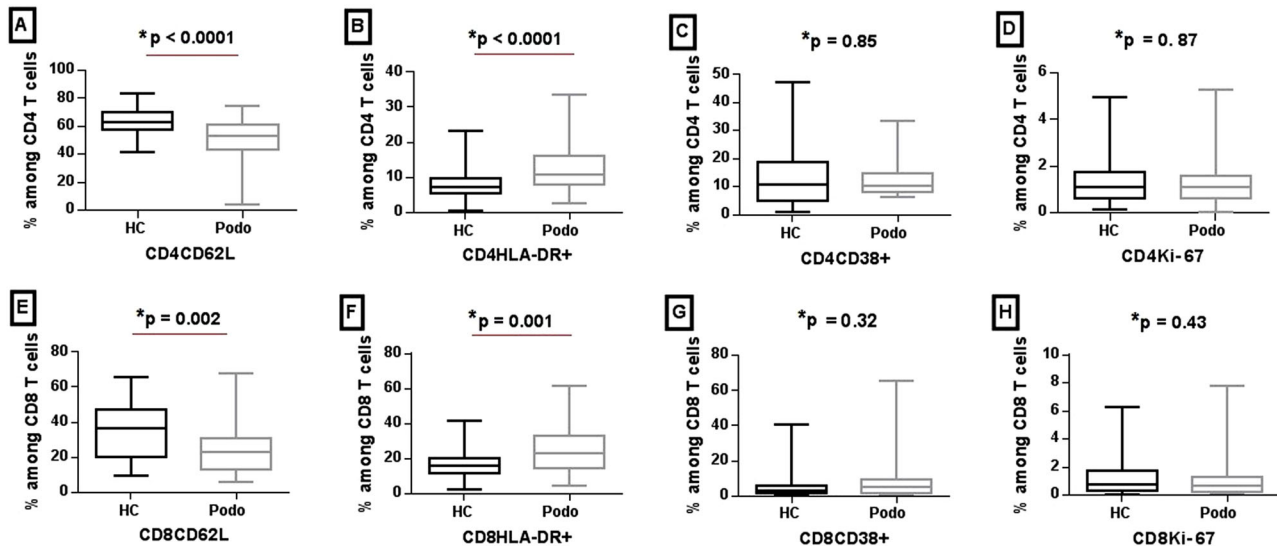 A
*p < 0.0001
% among CD4 T cells
100
80
60
40
20
0
HC Podo
CD4CD62L
B
*p < 0.0001
% among CD4 T cells
40
30
20
10
0
HC Podo
CD4HLA-DR+
C
*p = 0.85
% among CD4 T cells
50
40
30
20
10
0
HC Podo
CD4CD38+
D
*p = 0. 87
% among CD4 T cells
6
4
2
0
HC Podo
CD4Ki-67
E
*p = 0.002
% among CD8 T cells
80
60
40
20
0
HC Podo
CD8CD62L
F
*p = 0.001
% among CD8 T cells
80
60
40
20
0
HC Podo
CD8HLA-DR+
G
*p = 0.32
% among CD8 T cells
80
60
40
20
0
HC Podo
CD8CD38+
H
*p = 0.43
% among CD8 T cells
10
8
6
4
2
0
HC Podo
CD8Ki-67